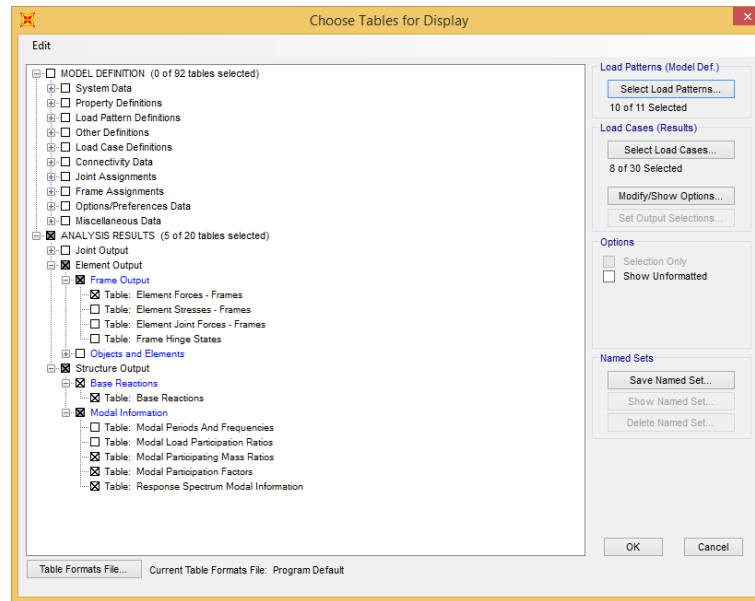 Choose Tables for Display
Edit
MODEL DEFINITION (0 of 92 tables selected)
System Data
Property Definitions
Load Pattern Definitions
Other Definitions
Load Case Definitions
Connectivity Data
Joint Assignments
Frame Assignments
Options/Preferences Data
Miscellaneous Data
ANALYSIS RESULTS (5 of 20 tables selected)
Joint Output
Element Output
Frame Output
Table: Element Forces - Frames
Table: Element Stresses - Frames
Table: Element Joint Forces - Frames
Table: Frame Hinge States
Objects and Elements
Structure Output
Base Reactions
Table: Base Reactions
Modal Information
Table: Modal Periods And Frequencies
Table: Modal Load Participation Ratios
Table: Modal Participating Mass Ratios
Table: Modal Participation Factors
Table: Response Spectrum Modal Information
Load Patterns (Model Def.)
Select Load Patterns...
10 of 11 Selected
Load Cases (Results)
Select Load Cases...
8 of 30 Selected
Modify/Show Options...
Set Output Selections...
Options
Selection Only
Show Unformatted
Named Sets
Save Named Set...
Show Named Set...
Delete Named Set...
OK Cancel
Table Formats File... Current Table Formats File: Program Default